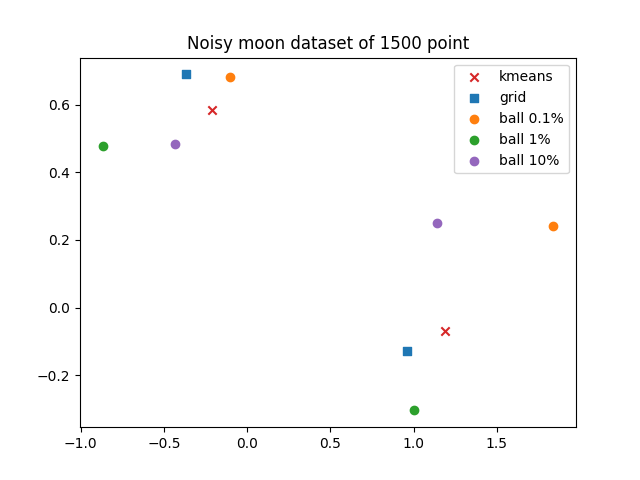 Noisy moon dataset of 1500 point
kmeans
grid
ball 0.1%
ball 1%
ball 10%
0.6
0.4
0.2
0.0
−0.2
−1.0 −0.5 0.0 0.5 1.0 1.5